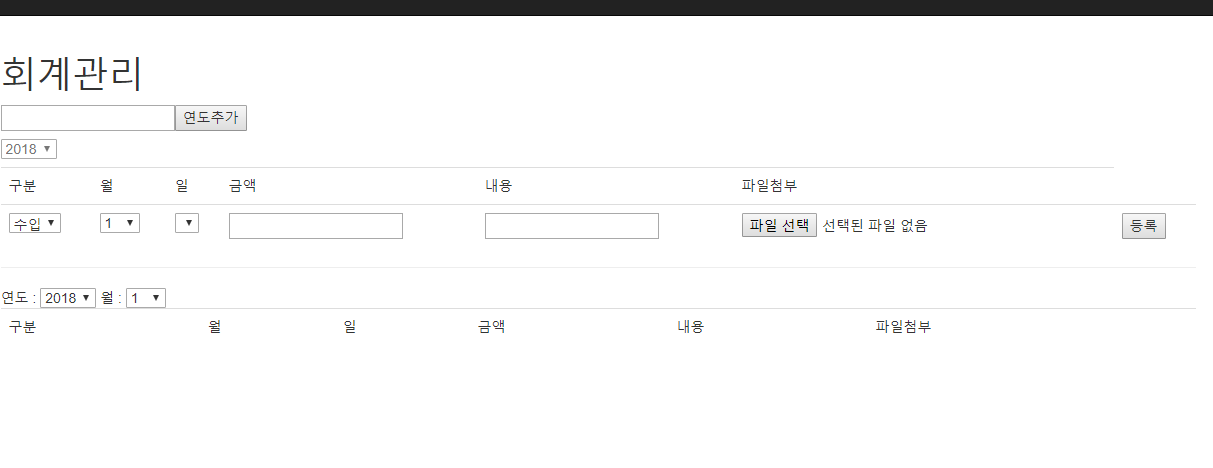 회계관리
연도추가
2018
구분 월 일 금액 내용 파일첨부
수입 1 파일 선택 선택된 파일 없음 등록
연도 : 2018 월 : 1
구분 월 일 금액 내용 파일첨부